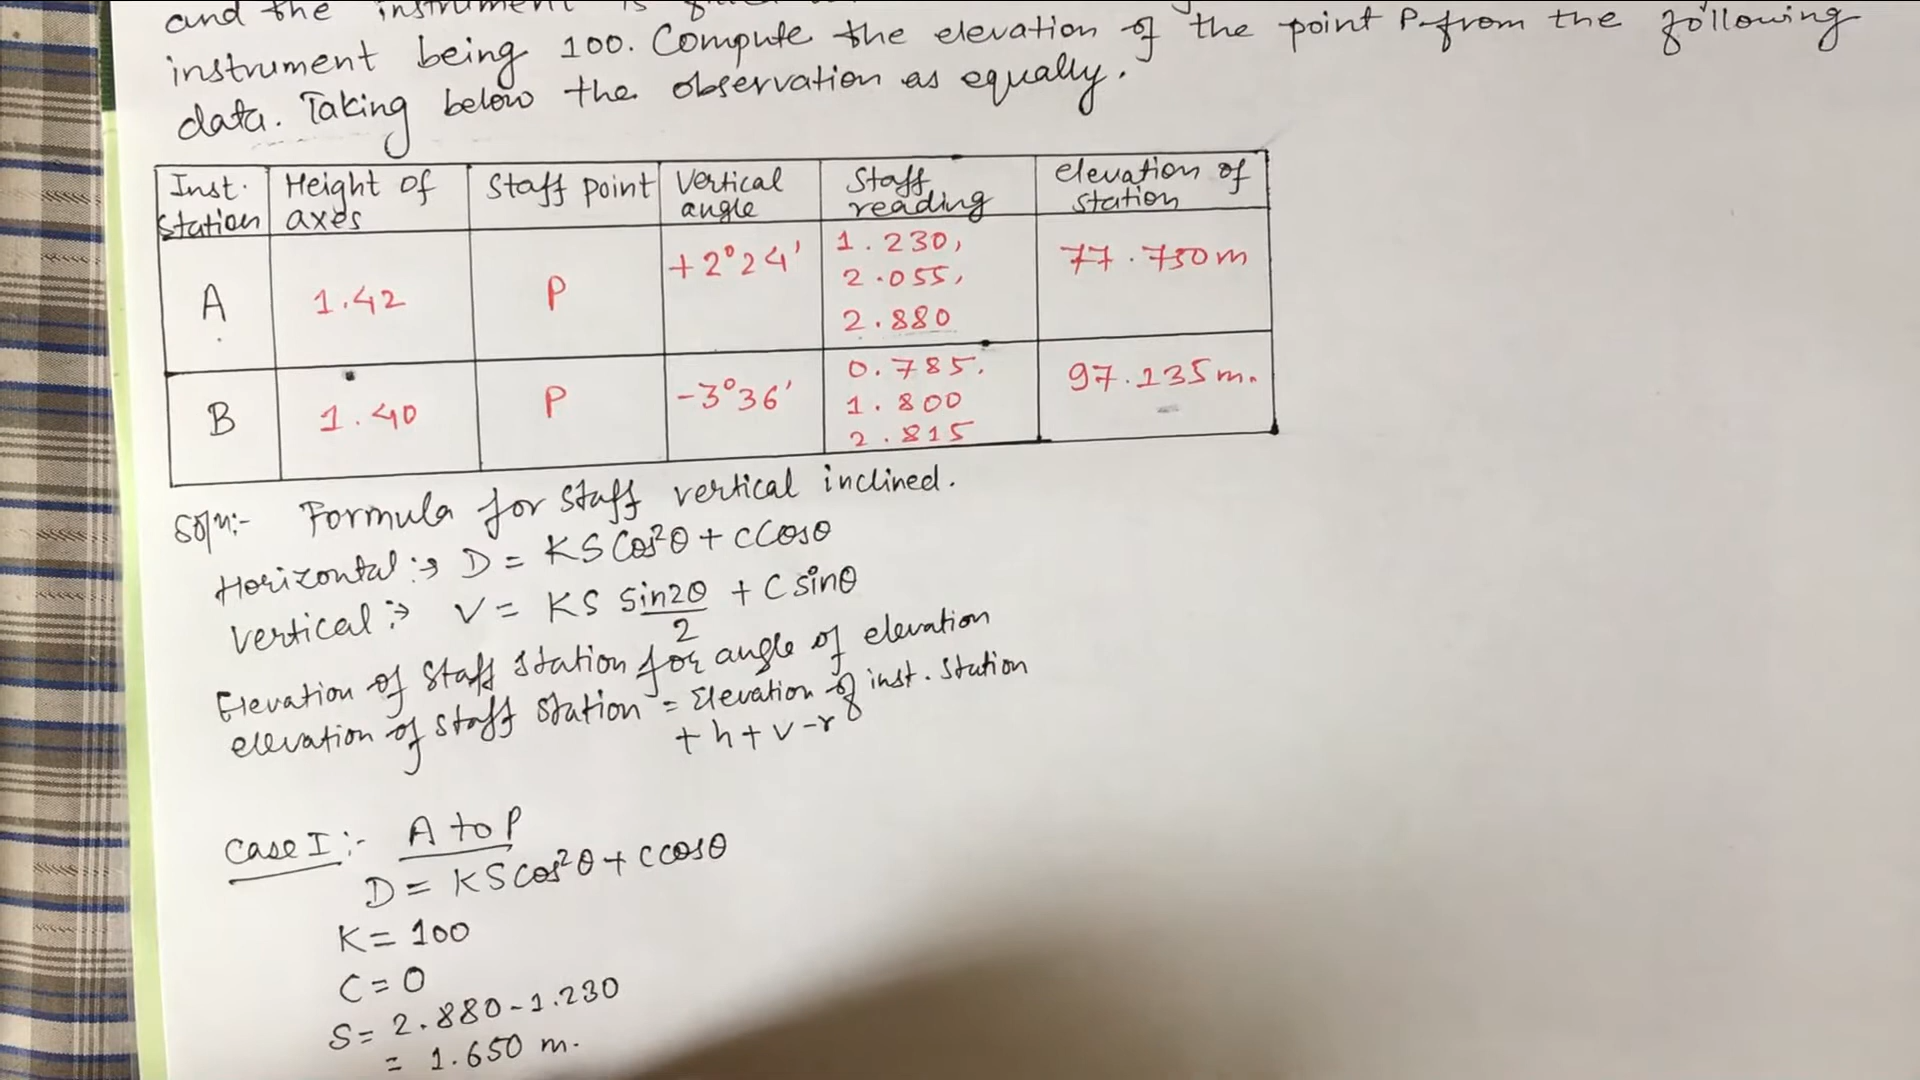 and the instrument is
instrument being 100. Compute the elevation of the point P from the following
data. Taking below the observation as equally.
Inst. station Height of axes Staff point Vertical angle Staff reading elevation of station
A 1.42 P +2°24' 1.230, 2.055, 2.880 77.750m
B 1.40 P -3°36' 0.785. 1.800 2.815 97.135m.
Soln:- Formula for staff vertical inclined.
Horizontal :→ D = KS Cos²θ + C Cosθ
Vertical :→ V = KS Sin2θ/2 + C sinθ
Elevation of Staff Station for angle of elevation
elevation of staff station = Elevation of inst. station
+ h + v - r
Case I :- A to P
D = KS cos²θ + C cosθ
K = 100
C = 0
S = 2.880 - 1.230
= 1.650 m.